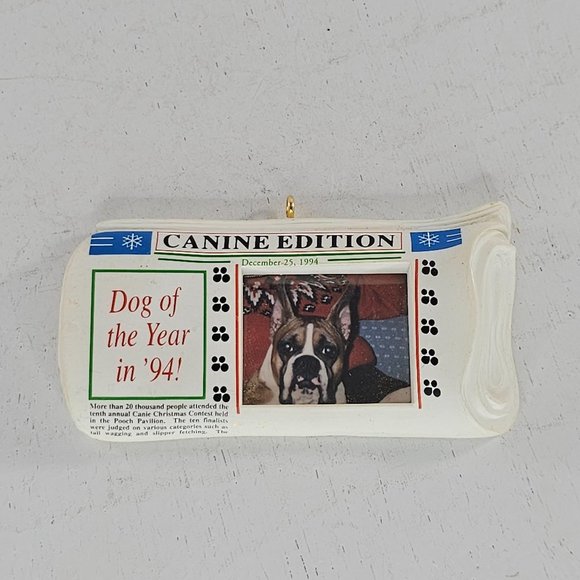 CANINE EDITION
December 25, 1994
Dog of
the Year
in '94!
More than 20 thousand people attended the
tenth annual Canie Christmas Contest held
in the Pooch Pavilion. The ten finalists
were judged on various categories such as
tail wagging and slipper fetching. The